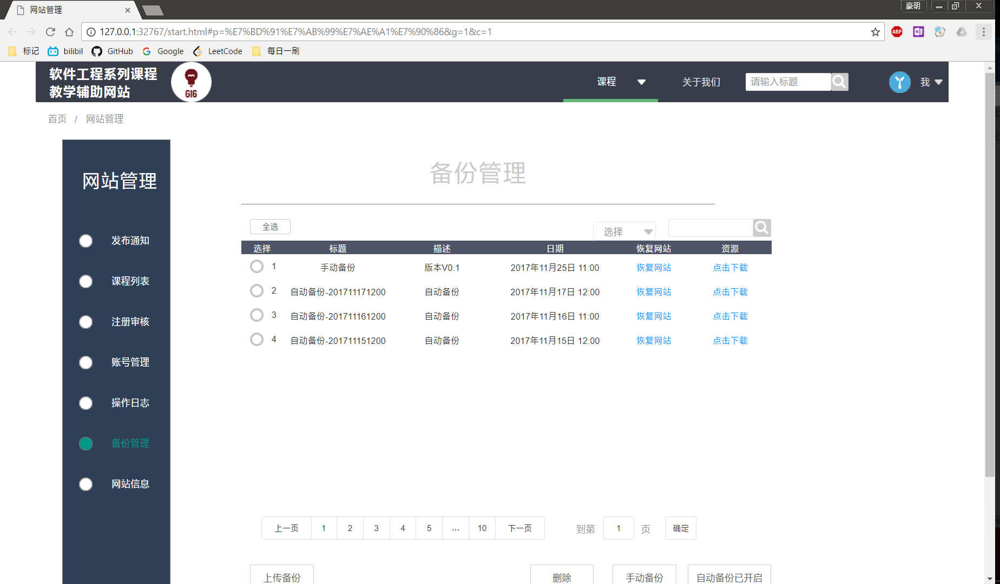 网站管理
豪明
127.0.0.1:32767/start.html#p=%E7%BD%91%E7%AB%99%E7%AE%A1%E7%90%86&g=1&c=1
ABP
N
标记 bilibil GitHub Google LeetCode 每日一刷
软件工程系列课程
教学辅助网站
G16
课程 关于我们 请输入标题 我
首页 / 网站管理
网站管理
发布通知
课程列表
注册审核
账号管理
操作日志
备份管理
网站信息
备份管理
全选 选择
选择 标题 描述 日期 恢复网站 资源
1 手动备份 版本V0.1 2017年11月25日 11:00 恢复网站 点击下载
2 自动备份-201711171200 自动备份 2017年11月17日 12:00 恢复网站 点击下载
3 自动备份-201711161200 自动备份 2017年11月16日 11:00 恢复网站 点击下载
4 自动备份-201711151200 自动备份 2017年11月15日 12:00 恢复网站 点击下载
上一页 1 2 3 4 5 ... 10 下一页 到第 1 页 确定
上传备份 删除 手动备份 自动备份已开启